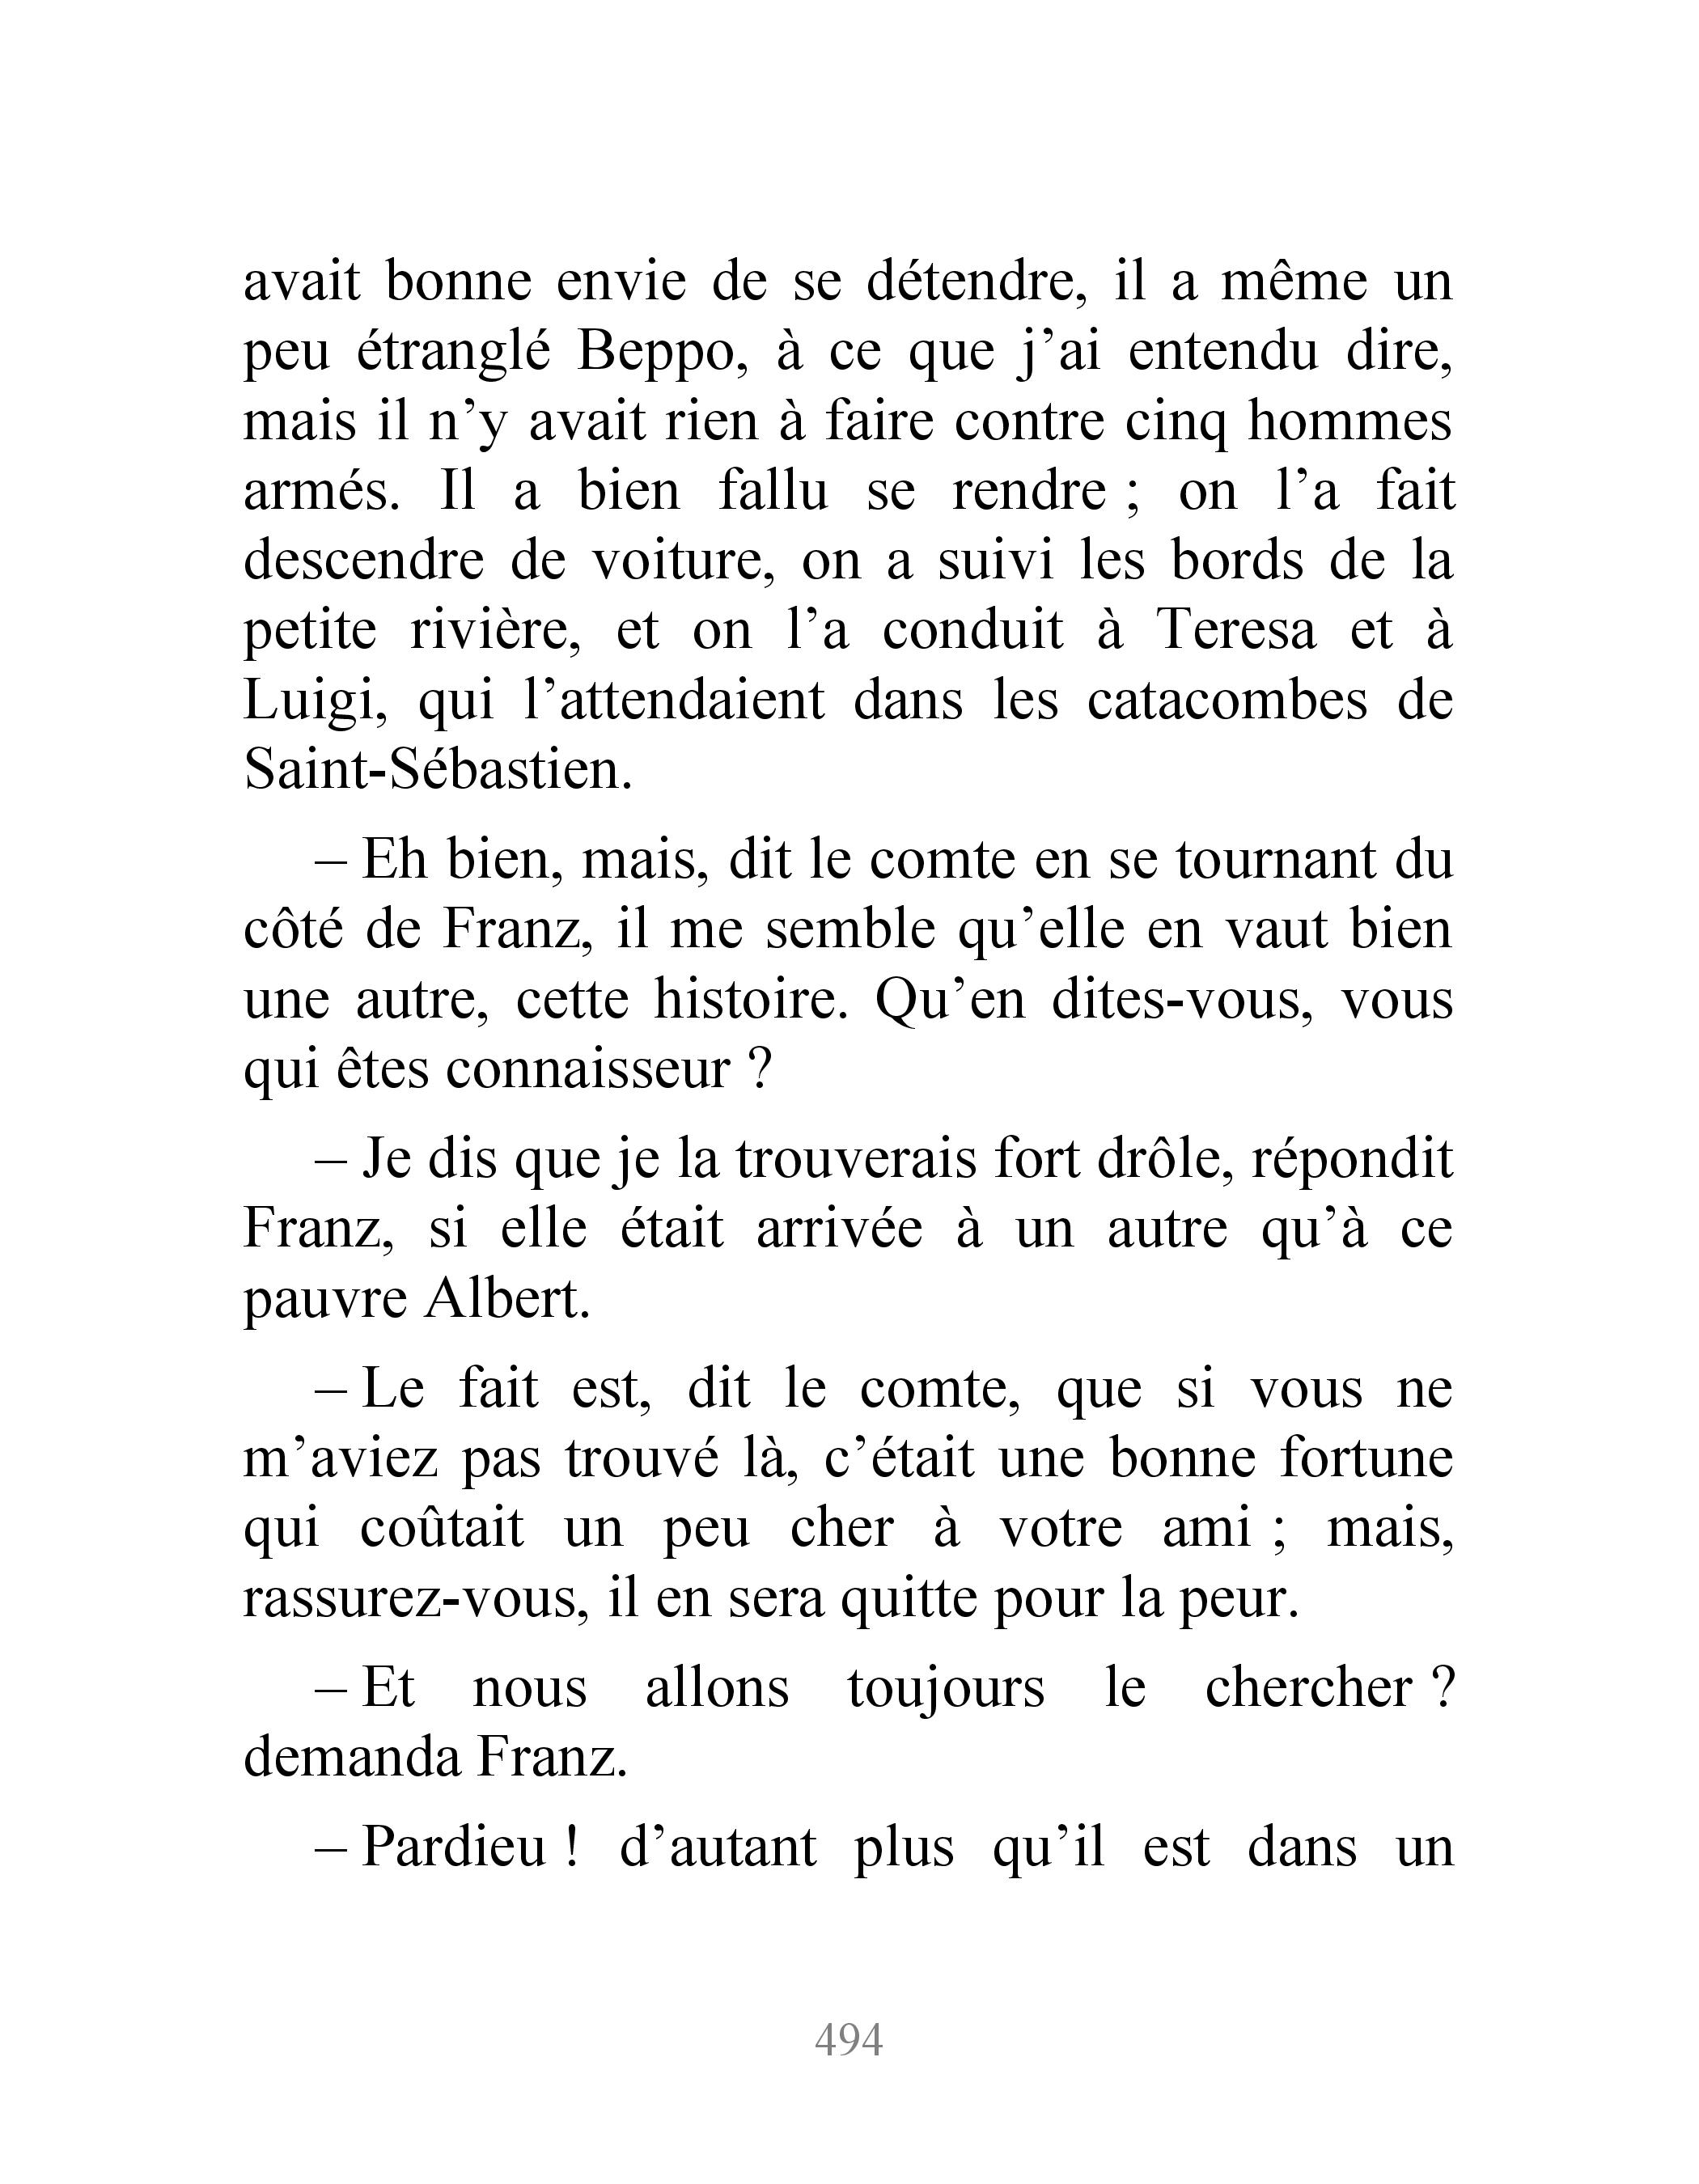 avait bonne envie de se détendre, il a même un
peu étranglé Beppo, à ce que j’ai entendu dire,
mais il n’y avait rien à faire contre cinq hommes
armés. Il a bien fallu se rendre ; on l’a fait
descendre de voiture, on a suivi les bords de la
petite rivière, et on l’a conduit à Teresa et à
Luigi, qui l’attendaient dans les catacombes de
Saint-Sébastien.
– Eh bien, mais, dit le comte en se tournant du
côté de Franz, il me semble qu’elle en vaut bien
une autre, cette histoire. Qu’en dites-vous, vous
qui êtes connaisseur ?
– Je dis que je la trouverais fort drôle, répondit
Franz, si elle était arrivée à un autre qu’à ce
pauvre Albert.
– Le fait est, dit le comte, que si vous ne
m’aviez pas trouvé là, c’était une bonne fortune
qui coûtait un peu cher à votre ami ; mais,
rassurez-vous, il en sera quitte pour la peur.
– Et nous allons toujours le chercher ?
demanda Franz.
– Pardieu ! d’autant plus qu’il est dans un
494